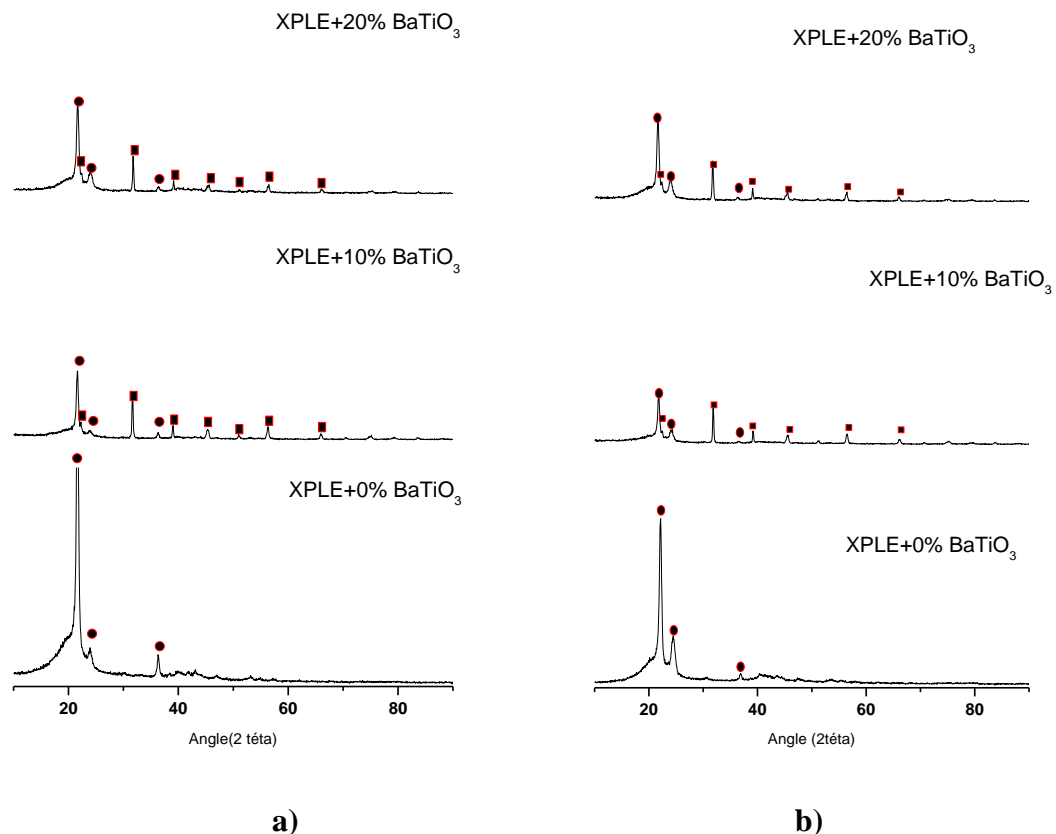 XPLE+20% BaTiO3
XPLE+10% BaTiO3
XPLE+0% BaTiO3
20 40 60 80
Angle(2 téta)
a)
XPLE+20% BaTiO3
XPLE+10% BaTiO3
XPLE+0% BaTiO3
20 40 60 80
Angle (2téta)
b)